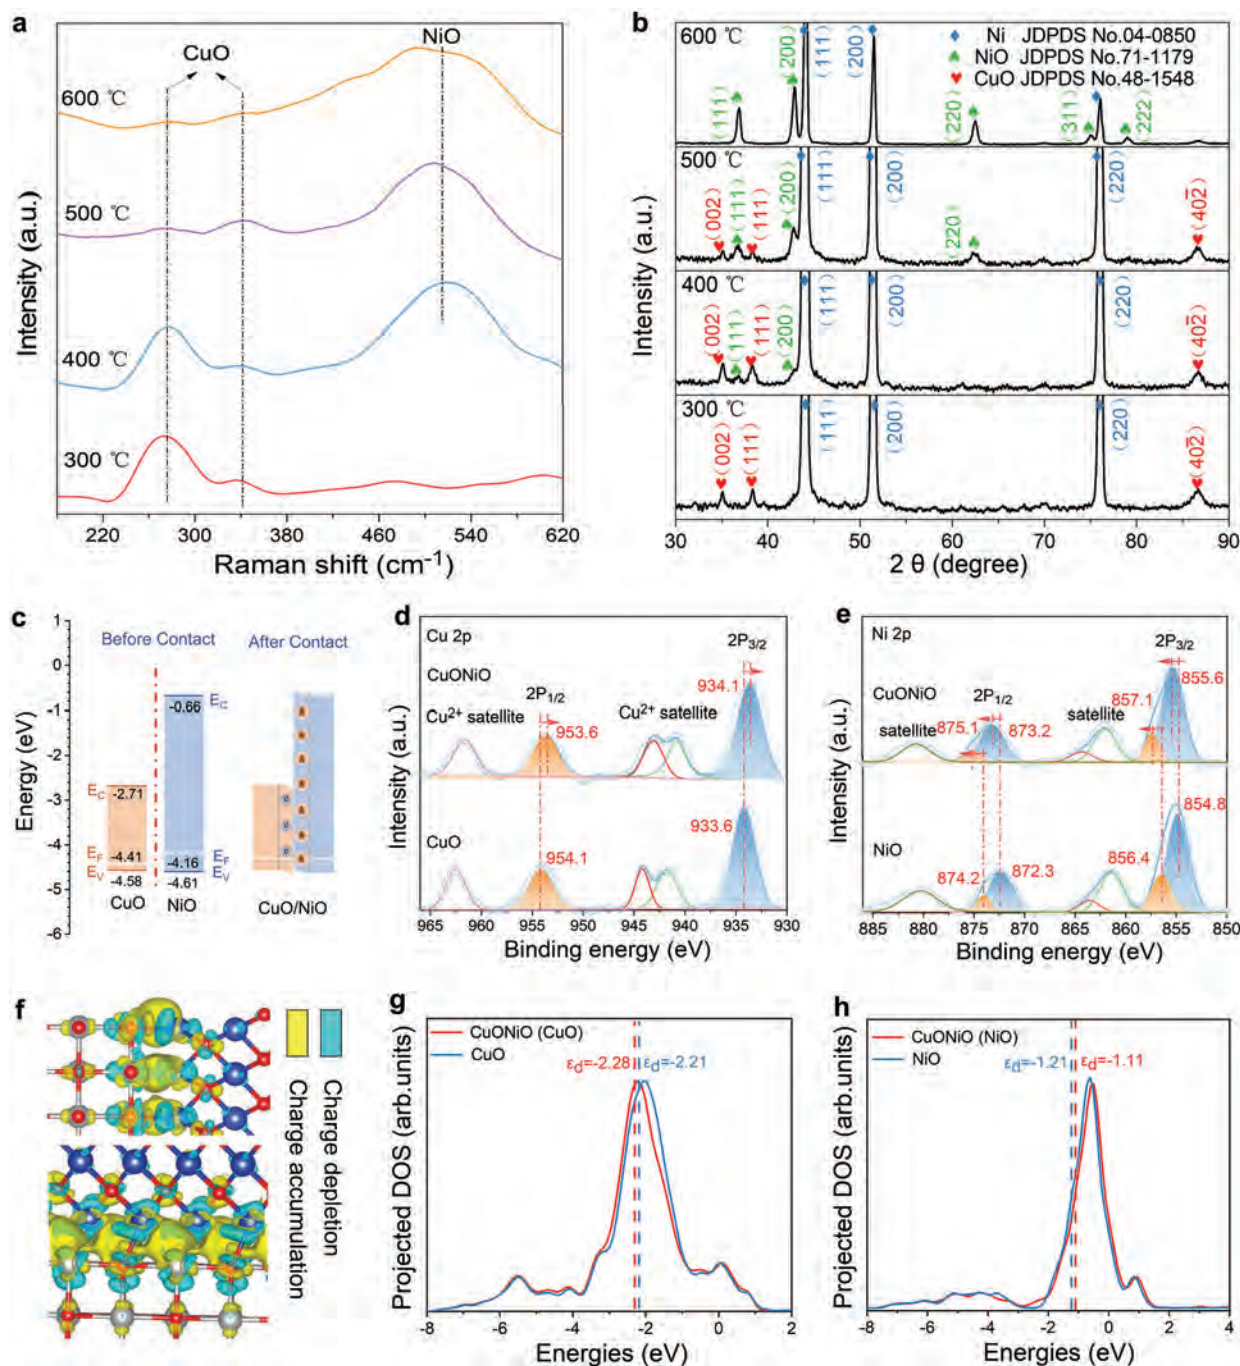 a
CuO
NiO
600 ℃
500 ℃
400 ℃
300 ℃
Intensity (a.u.)
220 300 380 460 540 620
Raman shift (cm-1)
b
600 ℃
Ni JDPDS No.04-0850
NiO JDPDS No.71-1179
CuO JDPDS No.48-1548
(111) (200) (111) (200) (220) (311) (222)
500 ℃
(002) (111) (111) (200) (111) (200) (220) (220) (402̅)
400 ℃
(002) (111) (111) (200) (111) (200) (220) (402̅)
300 ℃
(002) (111) (111) (200) (220) (402̅)
Intensity (a.u.)
30 40 50 60 70 80 90
2 θ (degree)
c
Before Contact After Contact
Energy (eV)
1
0
-1
-2
-3
-4
-5
-6
-0.66 EC
EC -2.71
EF -4.41 -4.16 EF
EV -4.58 -4.61 EV
CuO NiO CuO/NiO
d
Cu 2p
2P3/2
CuONiO
934.1
2P1/2
Cu2+ satellite
953.6
Cu2+ satellite
CuO
954.1
933.6
Intensity (a.u.)
965 960 955 950 945 940 935 930
Binding energy (eV)
e
Ni 2p
2P3/2
CuONiO
857.1
855.6
2P1/2
satellite
875.1
873.2
satellite
NiO
874.2
872.3
856.4
854.8
Intensity (a.u.)
885 880 875 870 865 860 855 850
Binding energy (eV)
f
Charge accumulation
Charge depletion
g
CuONiO (CuO)
CuO
εd=-2.28
εd=-2.21
Projected DOS (arb.units)
-8 -6 -4 -2 0 2
Energies (eV)
h
CuONiO (NiO)
NiO
εd=-1.21
εd=-1.11
Projected DOS (arb.units)
-8 -6 -4 -2 0 2 4
Energies (eV)